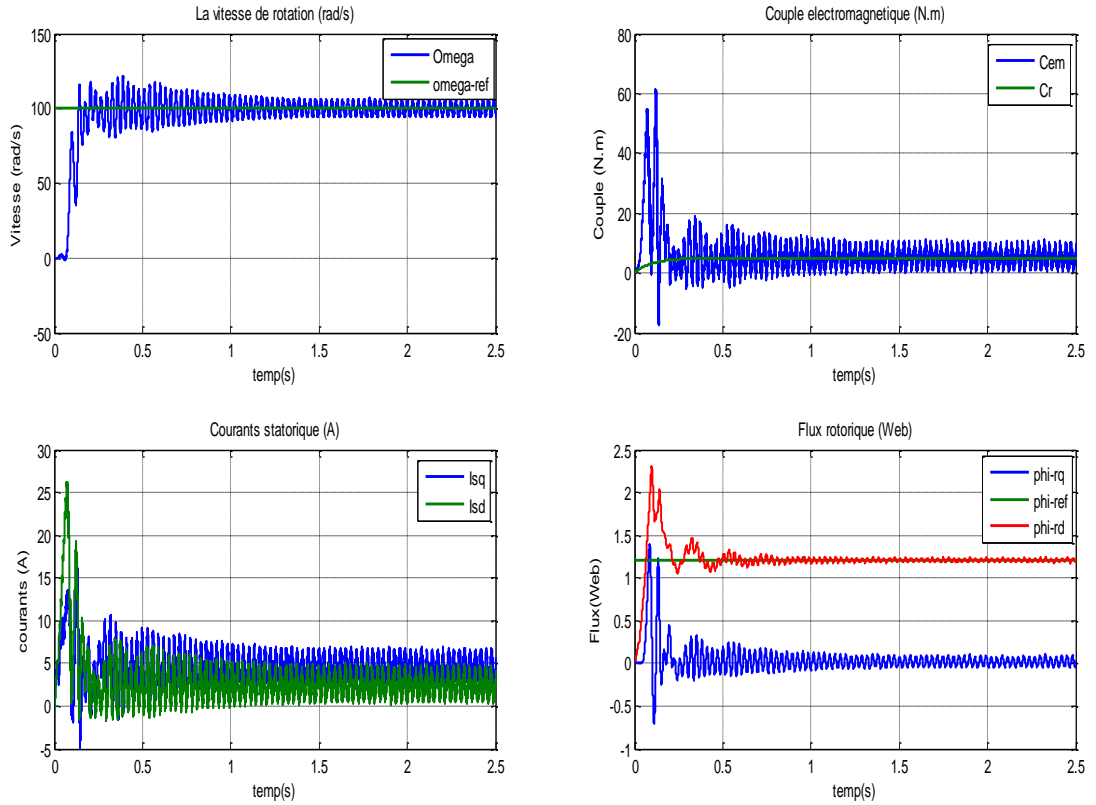 La vitesse de rotation (rad/s)
150
100
50
0
-50
Vitesse (rad/s)
Omega
omega-ref
0 0.5 1 1.5 2 2.5
temp(s)
Couple electromagnetique (N.m)
80
60
40
20
0
-20
Couple (N.m)
Cem
Cr
0 0.5 1 1.5 2 2.5
temp(s)
Courants statorique (A)
30
25
20
15
10
5
0
-5
courants (A)
Isq
Isd
0 0.5 1 1.5 2 2.5
temp(s)
Flux rotorique (Web)
2.5
2
1.5
1
0.5
0
-0.5
-1
Flux(Web)
phi-rq
phi-ref
phi-rd
0 0.5 1 1.5 2 2.5
temp(s)